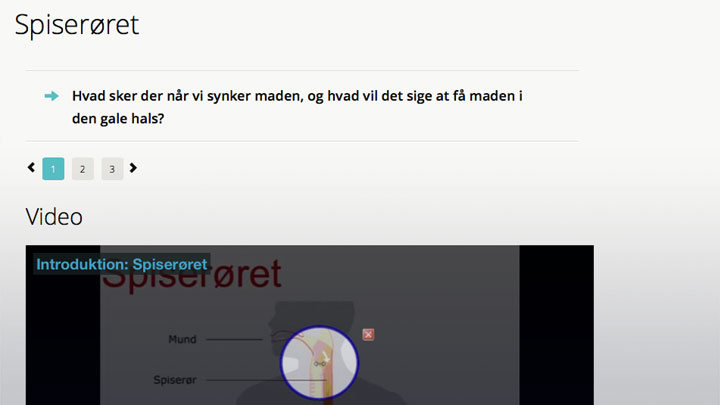 Spiserøret
Hvad sker der når vi synker maden, og hvad vil det sige at få maden i
den gale hals?
1 2 3
Video
Introduktion: Spiserøret
Spiserøret
Mund
Spiserør